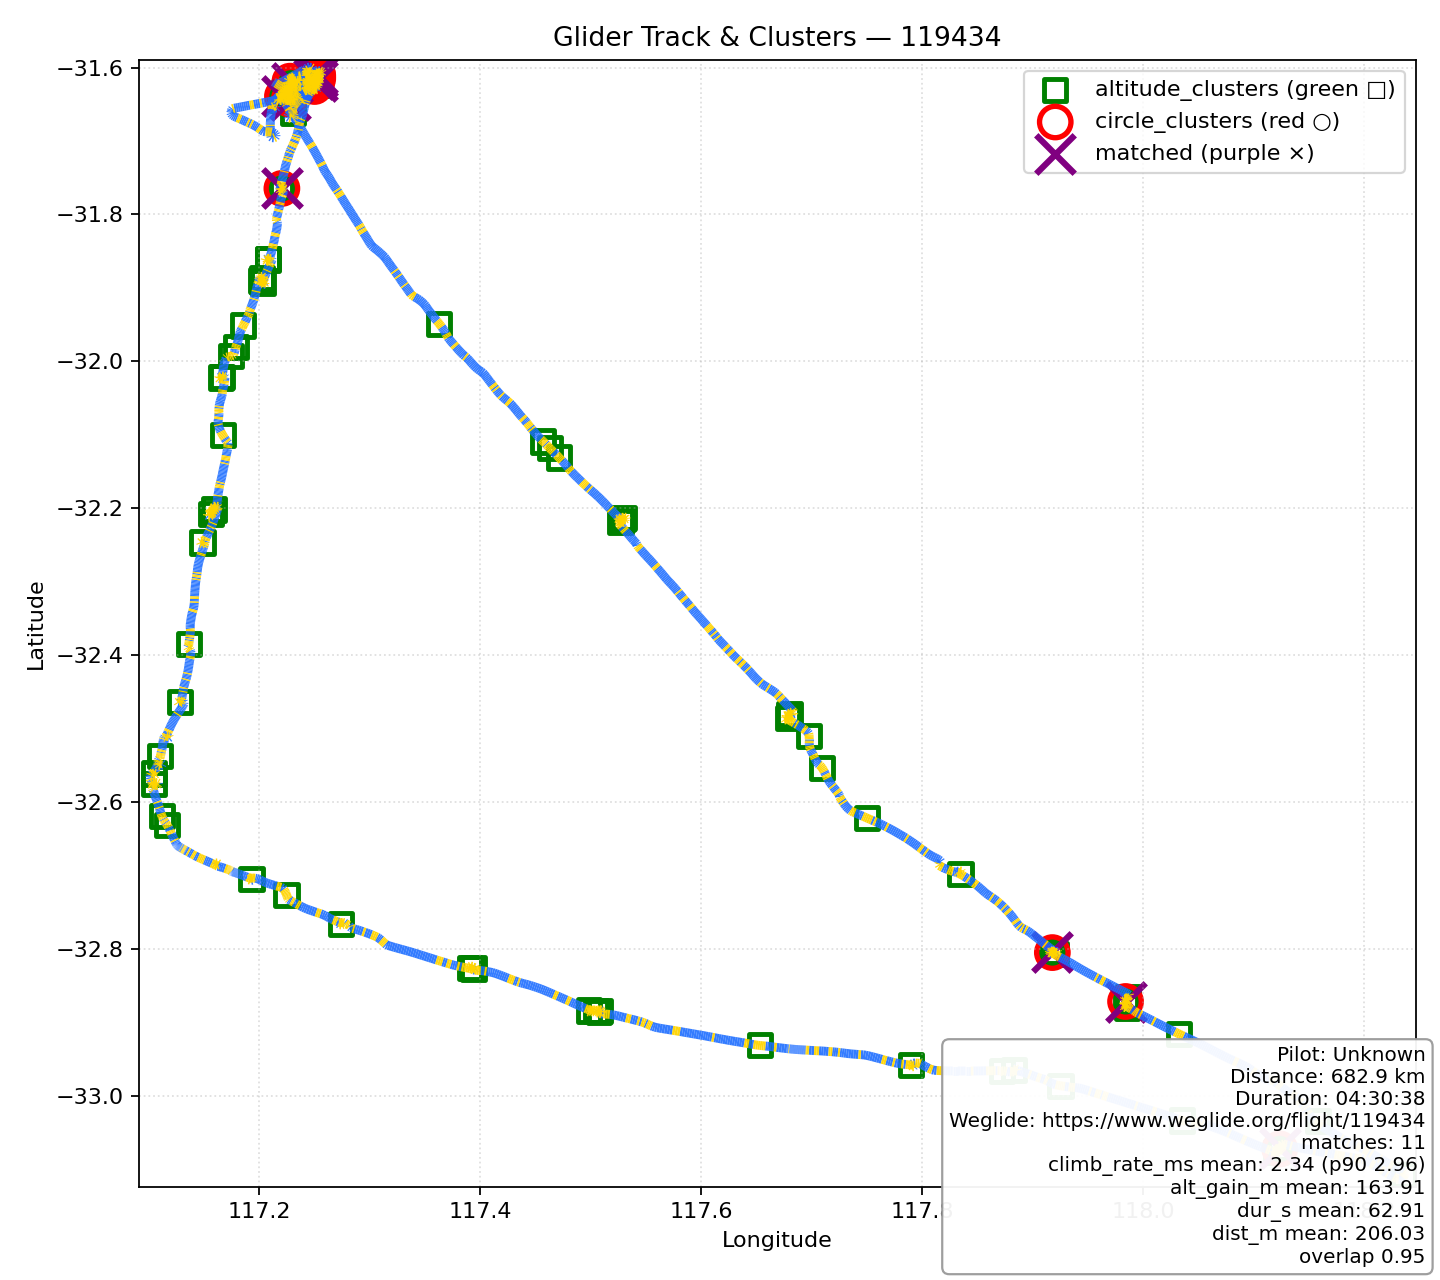 Glider Track & Clusters — 119434
altitude_clusters (green □)
circle_clusters (red ○)
matched (purple ×)
−31.6
−31.8
−32.0
−32.2
−32.4
−32.6
−32.8
−33.0
Latitude
117.2
117.4
117.6
117.8
118.0
Longitude
Pilot: Unknown
Distance: 682.9 km
Duration: 04:30:38
Weglide: https://www.weglide.org/flight/119434
matches: 11
climb_rate_ms mean: 2.34 (p90 2.96)
alt_gain_m mean: 163.91
dur_s mean: 62.91
dist_m mean: 206.03
overlap 0.95